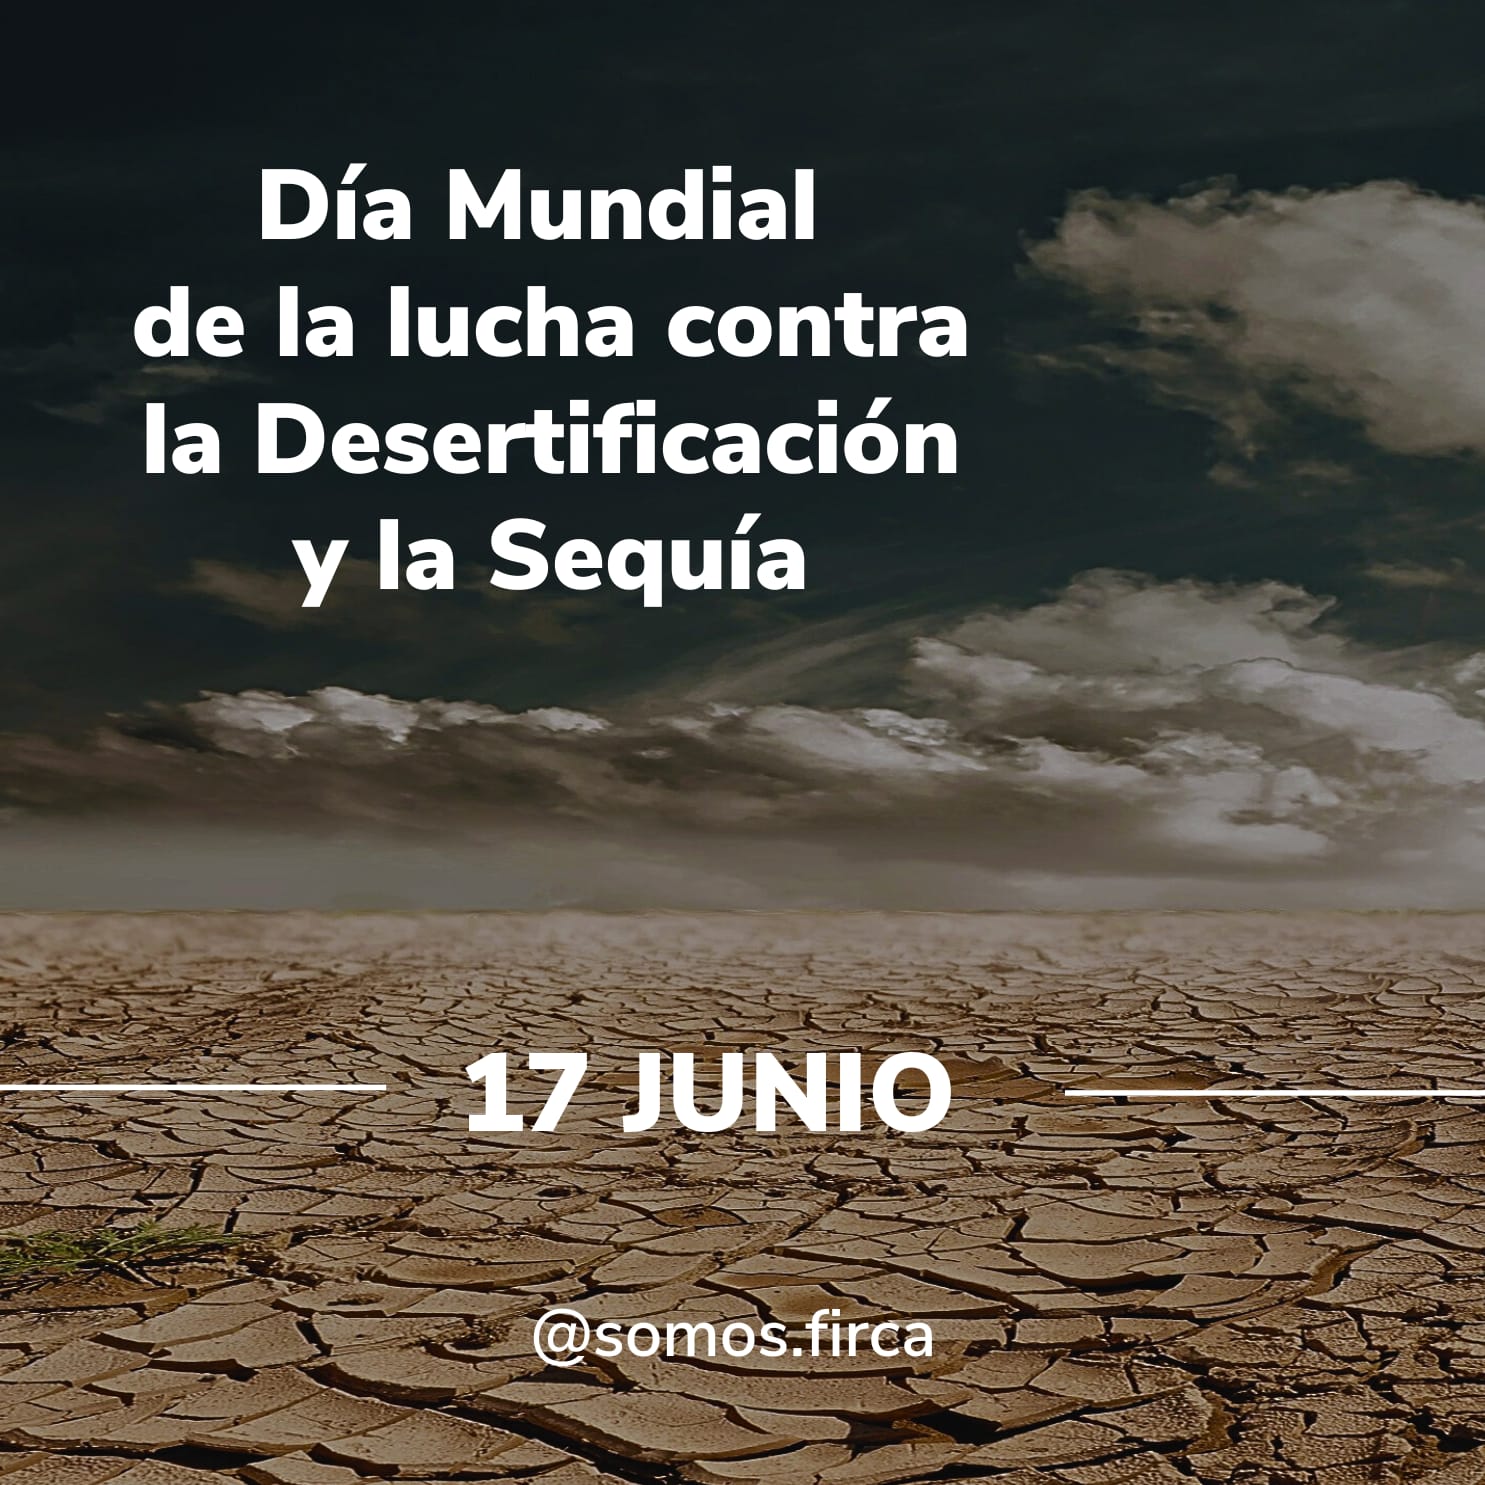 Día Mundial
de la lucha contra
la Desertificación
y la Sequía
17 JUNIO
@somos.firca